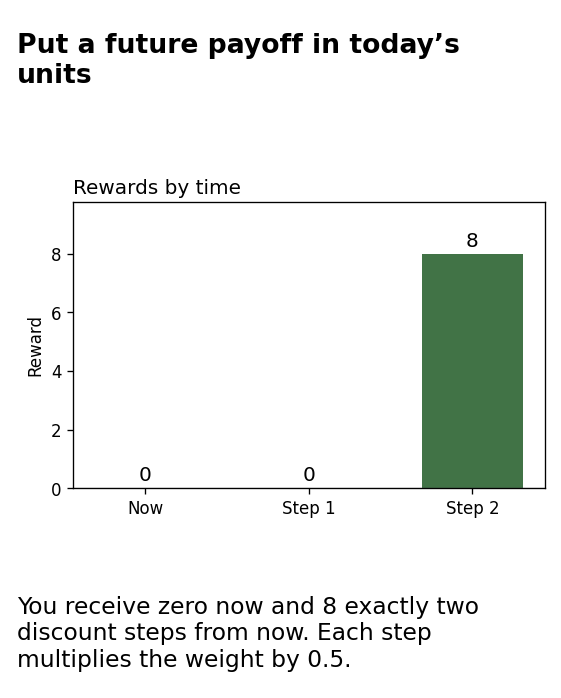 Put a future payoff in today’s
units
Rewards by time
8
8
6
4
2
0
Reward
0
0
Now
Step 1
Step 2
You receive zero now and 8 exactly two
discount steps from now. Each step
multiplies the weight by 0.5.